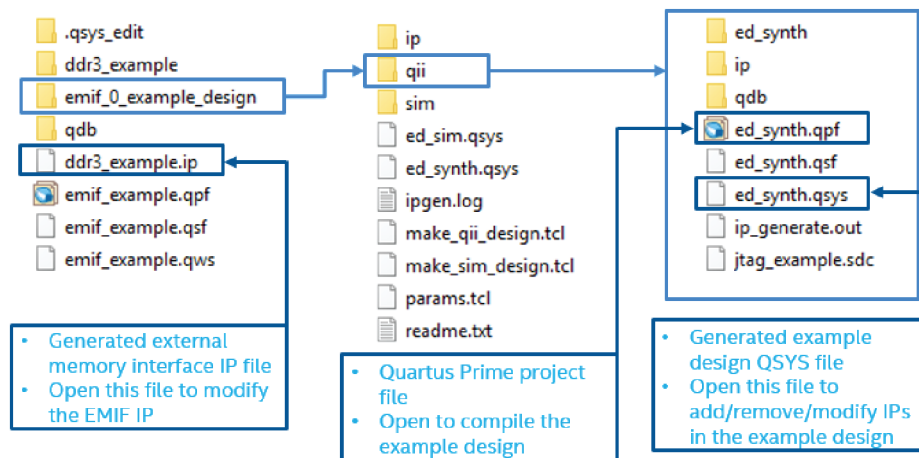 .qsys_edit
ddr3_example
emif_0_example_design
qdb
ddr3_example.ip
emif_example.qpf
emif_example.qsf
emif_example.qws
ip
qii
sim
ed_sim.qsys
ed_synth.qsys
ipgen.log
make_qii_design.tcl
make_sim_design.tcl
params.tcl
readme.txt
ed_synth
ip
qdb
ed_synth.qpf
ed_synth.qsf
ed_synth.qsys
ip_generate.out
jtag_example.sdc
• Generated external
memory interface IP file
• Open this file to modify
the EMIF IP
• Quartus Prime project
file
• Open to compile the
example design
• Generated example
design QSYS file
• Open this file to
add/remove/modify IPs
in the example design